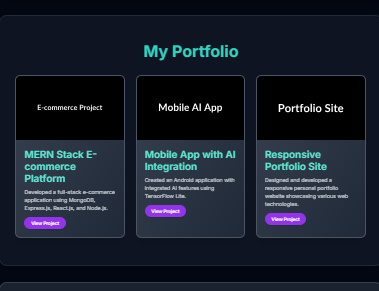 My Portfolio
E-commerce Project
MERN Stack E-
commerce
Platform
Developed a full-stack e-commerce
application using MongoDB,
Express.js, React.js, and Node.js.
View Project
Mobile AI App
Mobile App with AI
Integration
Created an Android application with
integrated AI features using
TensorFlow Lite.
View Project
Portfolio Site
Responsive
Portfolio Site
Designed and developed a
responsive personal portfolio
website showcasing various web
technologies.
View Project